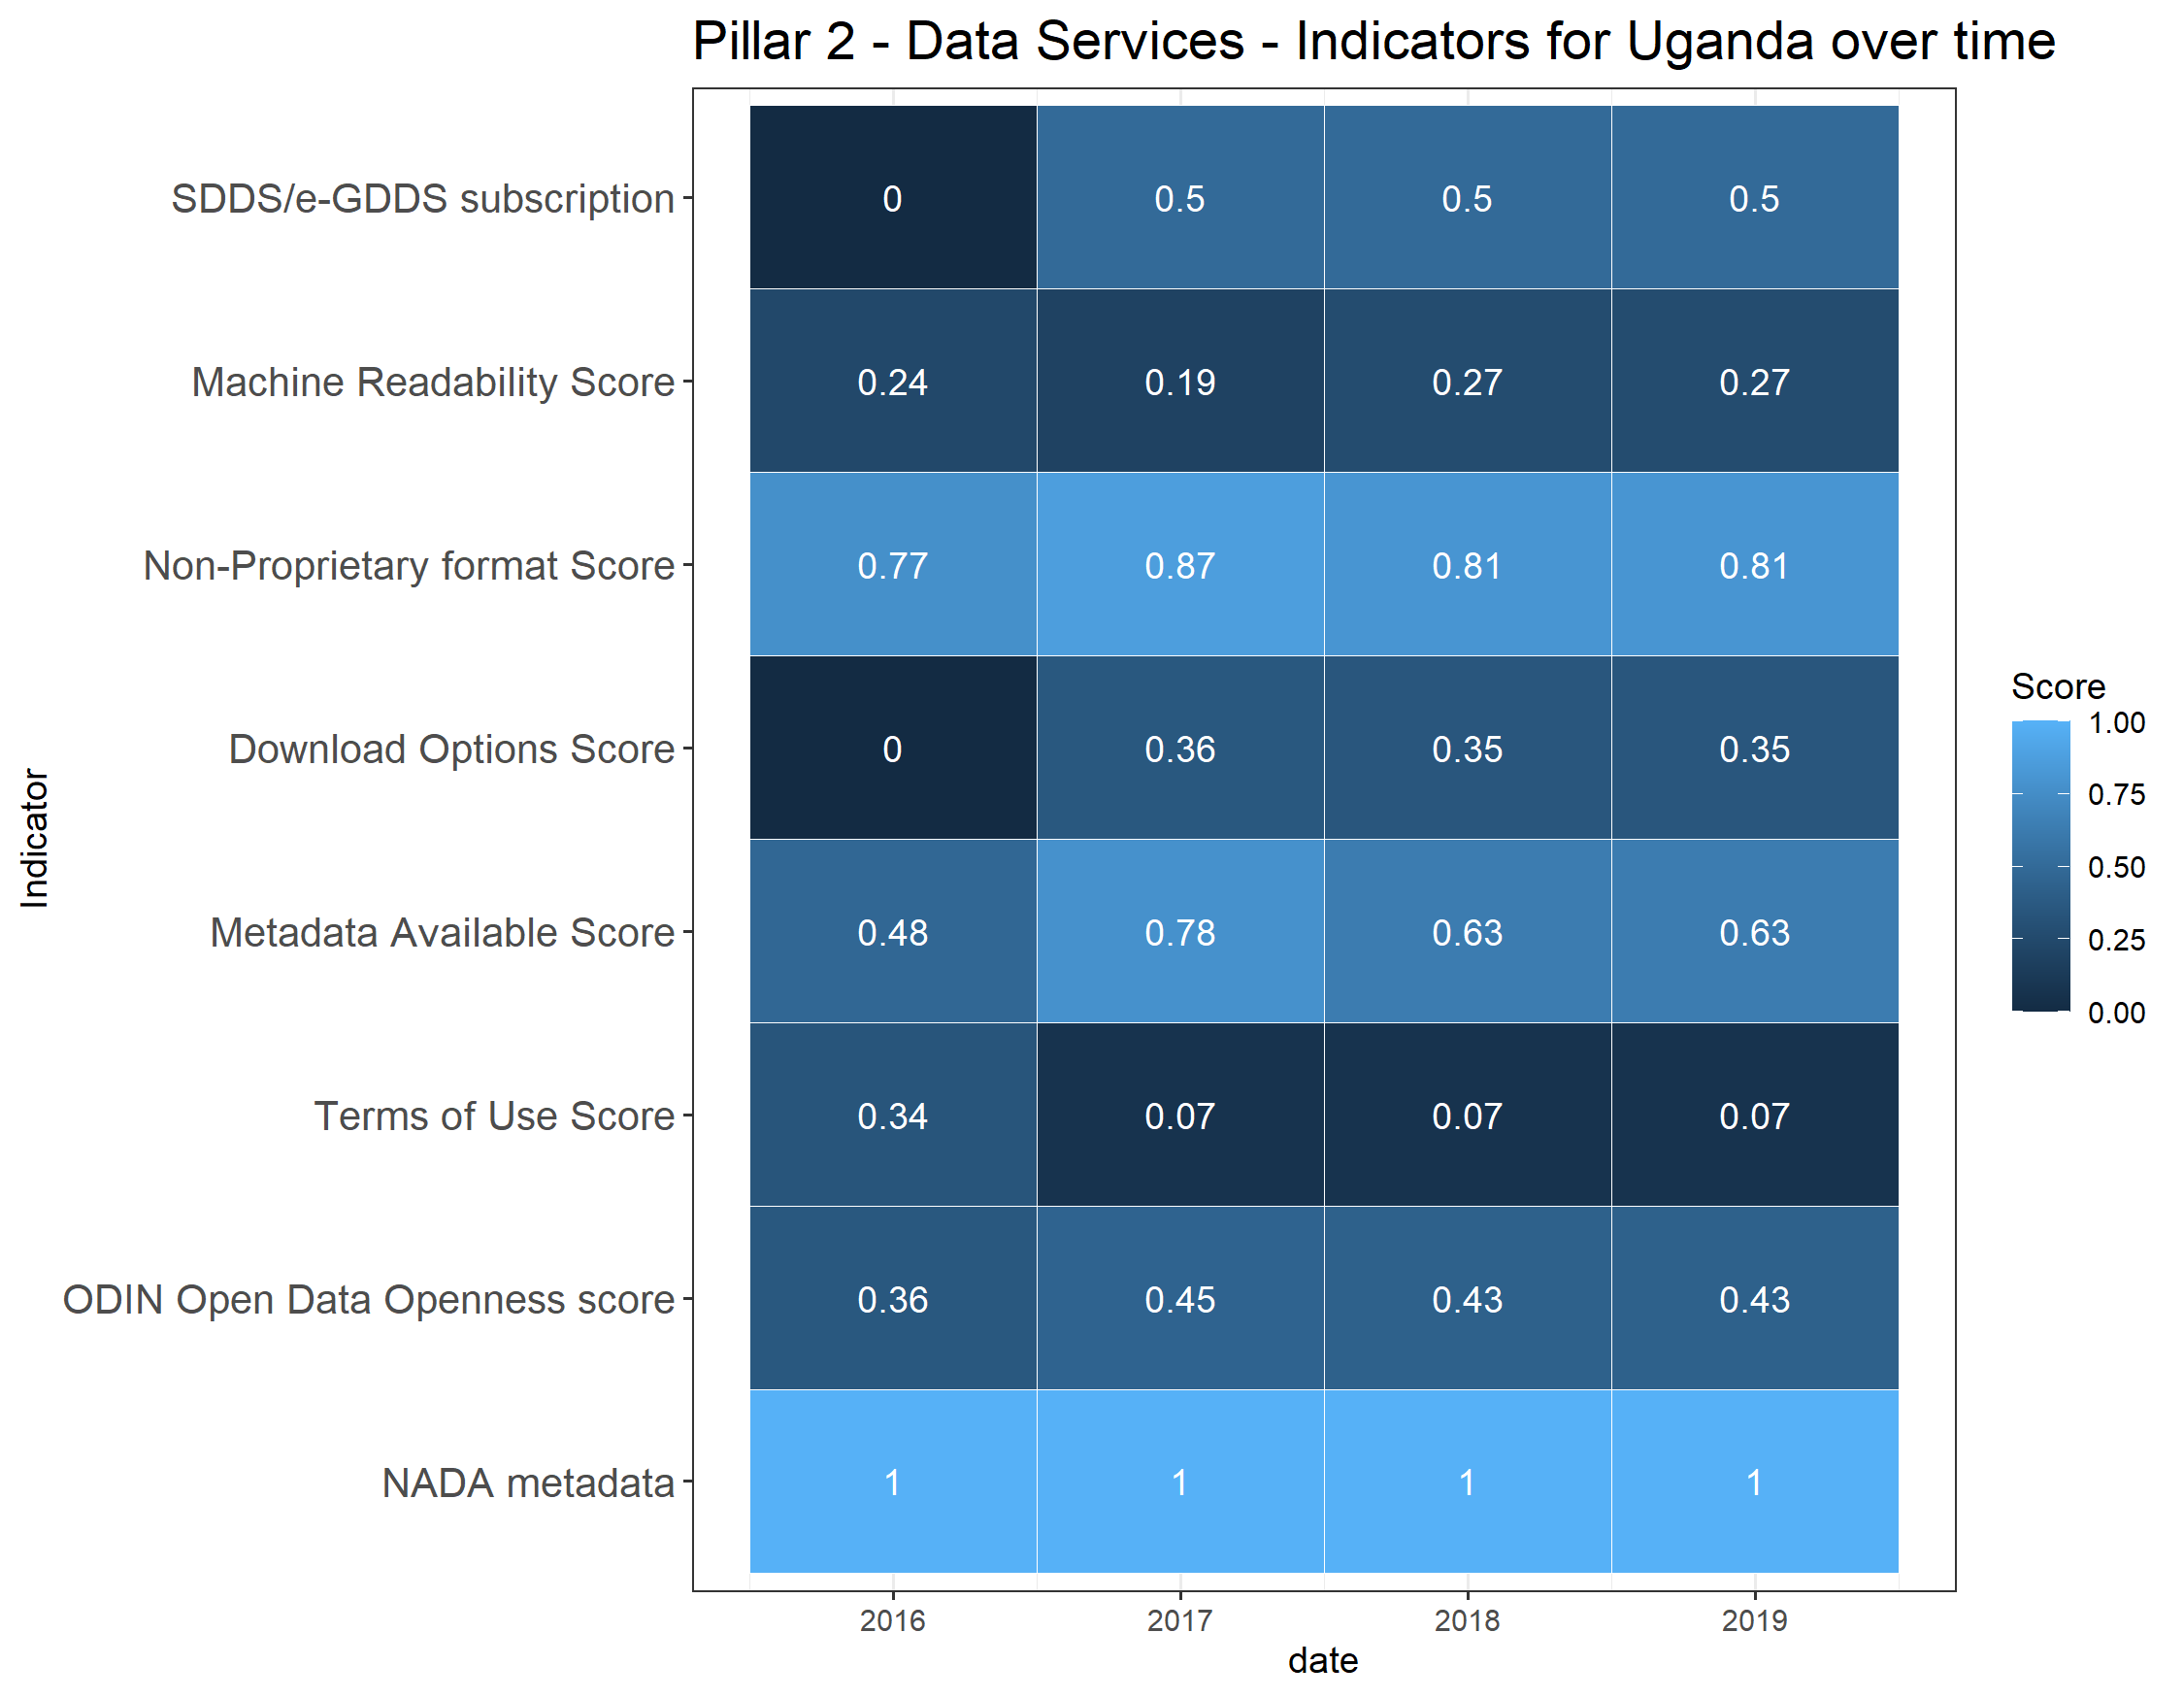 Pillar 2 - Data Services - Indicators for Uganda over time
Indicator
SDDS/e-GDDS subscription 0 0.5 0.5 0.5
Machine Readability Score 0.24 0.19 0.27 0.27
Non-Proprietary format Score 0.77 0.87 0.81 0.81
Download Options Score 0 0.36 0.35 0.35
Metadata Available Score 0.48 0.78 0.63 0.63
Terms of Use Score 0.34 0.07 0.07 0.07
ODIN Open Data Openness score 0.36 0.45 0.43 0.43
NADA metadata 1 1 1 1
2016 2017 2018 2019
date
Score
1.00
0.75
0.50
0.25
0.00